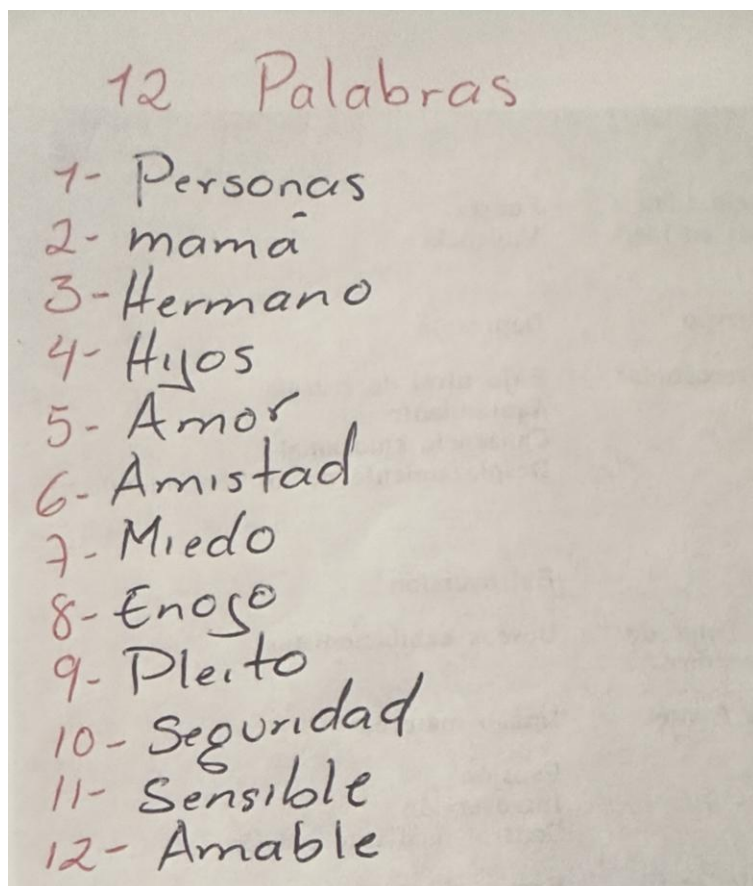 12 Palabras
1- Personas
2- mamá
3- Hermano
4- Hijos
5- Amor
6- Amistad
7- Miedo
8- Enojo
9- Pleito
10- Seguridad
11- Sensible
12- Amable